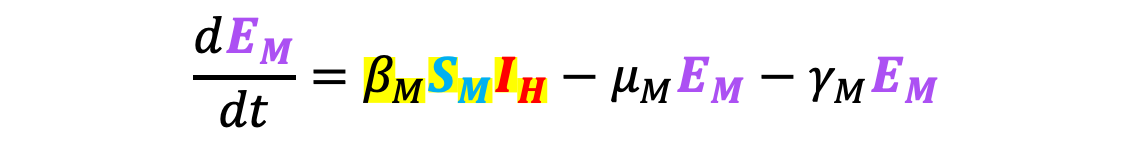 dE_M/dt = β_M S_M I_H − μ_M E_M − γ_M E_M